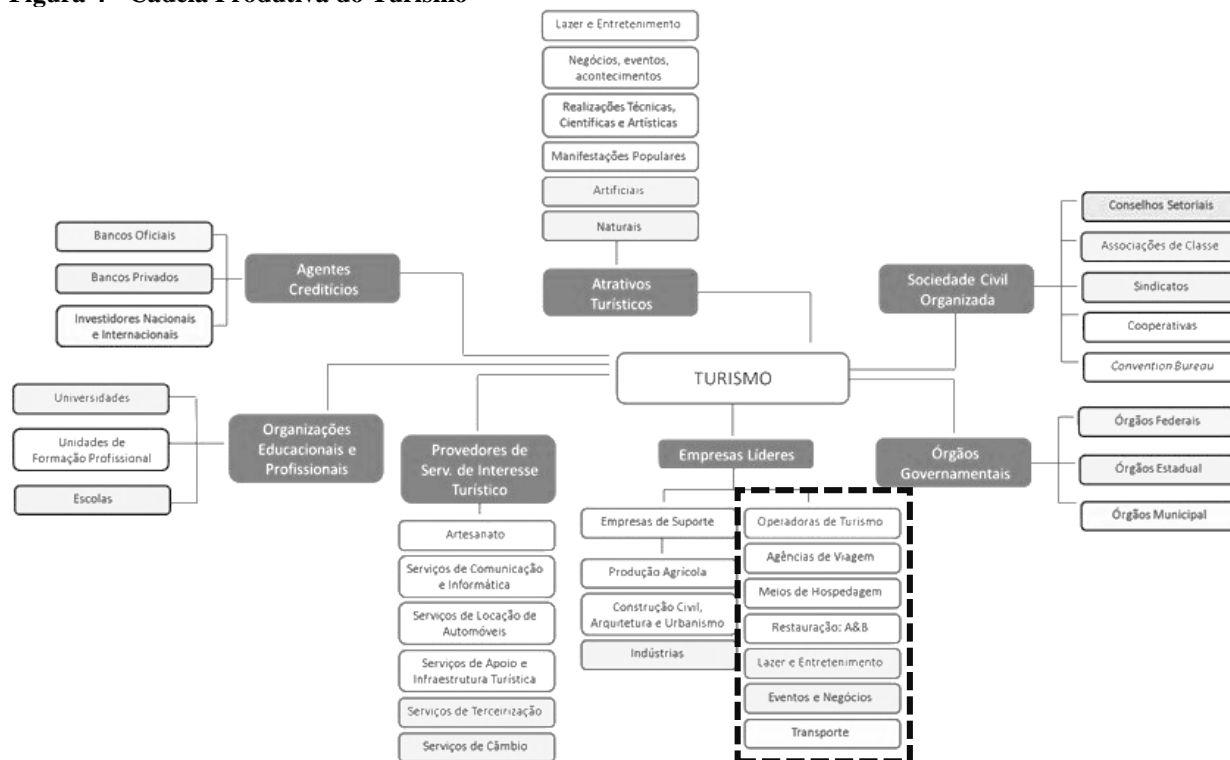 Figura 4 - Cadeia Produtiva do Turismo
Lazer e Entretenimento
Negócios, eventos,
acontecimentos
Realizações Técnicas,
Científicas e Artísticas
Manifestações Populares
Artificiais
Naturais
Atrativos
Turísticos
Bancos Oficiais
Bancos Privados
Investidores Nacionais
e Internacionais
Agentes
Creditícios
Sociedade Civil
Organizada
Conselhos Setoriais
Associações de Classe
Sindicatos
Cooperativas
Convention Bureau
TURISMO
Universidades
Unidades de
Formação Profissional
Escolas
Organizações
Educacionais e
Profissionais
Provedores de
Serv. de Interesse
Turístico
Artesanato
Serviços de Comunicação
e Informática
Serviços de Locação de
Automóveis
Serviços de Apoio e
Infraestrutura Turística
Serviços de Terceirização
Serviços de Câmbio
Empresas Líderes
Empresas de Suporte
Produção Agrícola
Construção Civil,
Arquitetura e Urbanismo
Indústrias
Operadoras de Turismo
Agências de Viagem
Meios de Hospedagem
Restauração: A&B
Lazer e Entretenimento
Eventos e Negócios
Transporte
Órgãos
Governamentais
Órgãos Federais
Órgãos Estadual
Órgãos Municipal